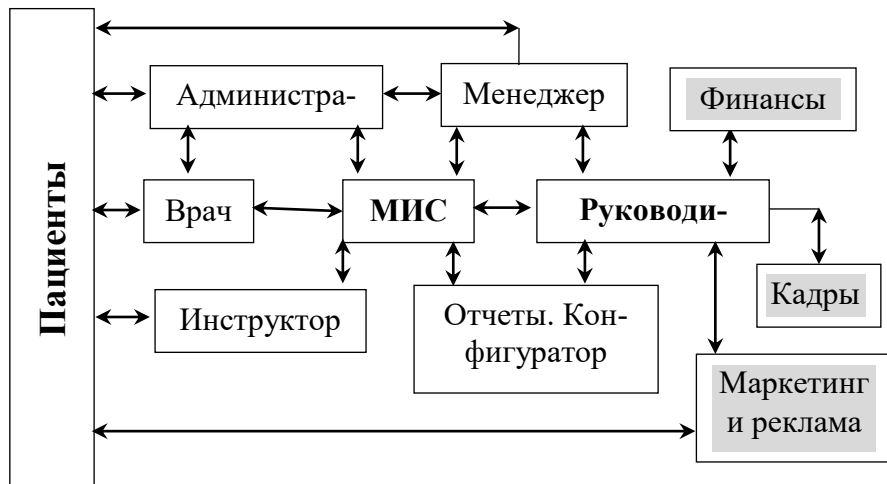 Пациенты
Администра-
Менеджер
Финансы
Врач
МИС
Руководи-
Инструктор
Отчеты. Кон-
фигуратор
Кадры
Маркетинг
и реклама